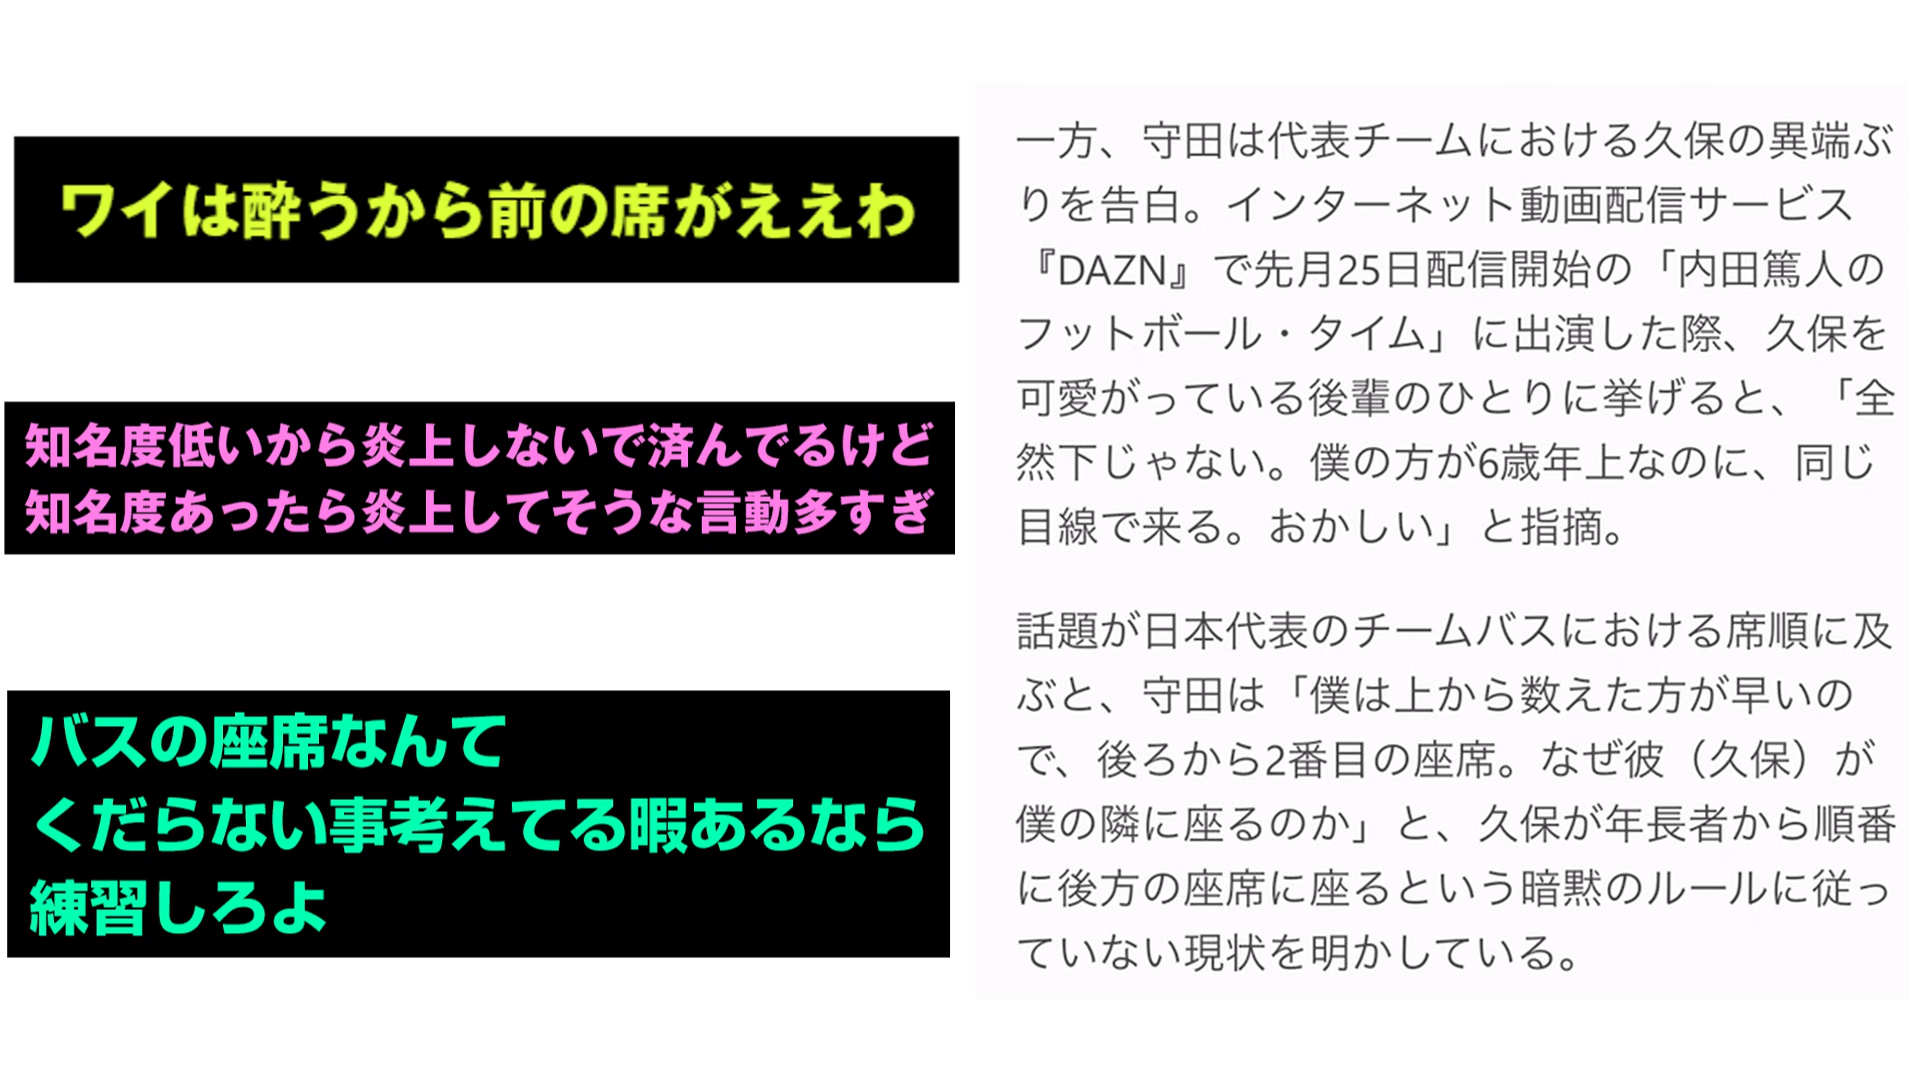 ワイは酔うから前の席がええわ
知名度低いから炎上しないで済んでるけど
知名度あったら炎上してそうな言動多すぎ
バスの座席なんて
くだらない事考えてる暇あるなら
練習しろよ
一方、守田は代表チームにおける久保の異端ぶ
りを告白。インターネット動画配信サービス
『DAZN』で先月25日配信開始の「内田篤人の
フットボール・タイム」に出演した際、久保を
可愛がっている後輩のひとりに挙げると、「全
然下じゃない。僕の方が6歳年上なのに、同じ
目線で来る。おかしい」と指摘。
話題が日本代表のチームバスにおける席順に及
ぶと、守田は「僕は上から数えた方が早いの
で、後ろから2番目の座席。なぜ彼（久保）が
僕の隣に座るのか」と、久保が年長者から順番
に後方の座席に座るという暗黙のルールに従っ
ていない現状を明かしている。